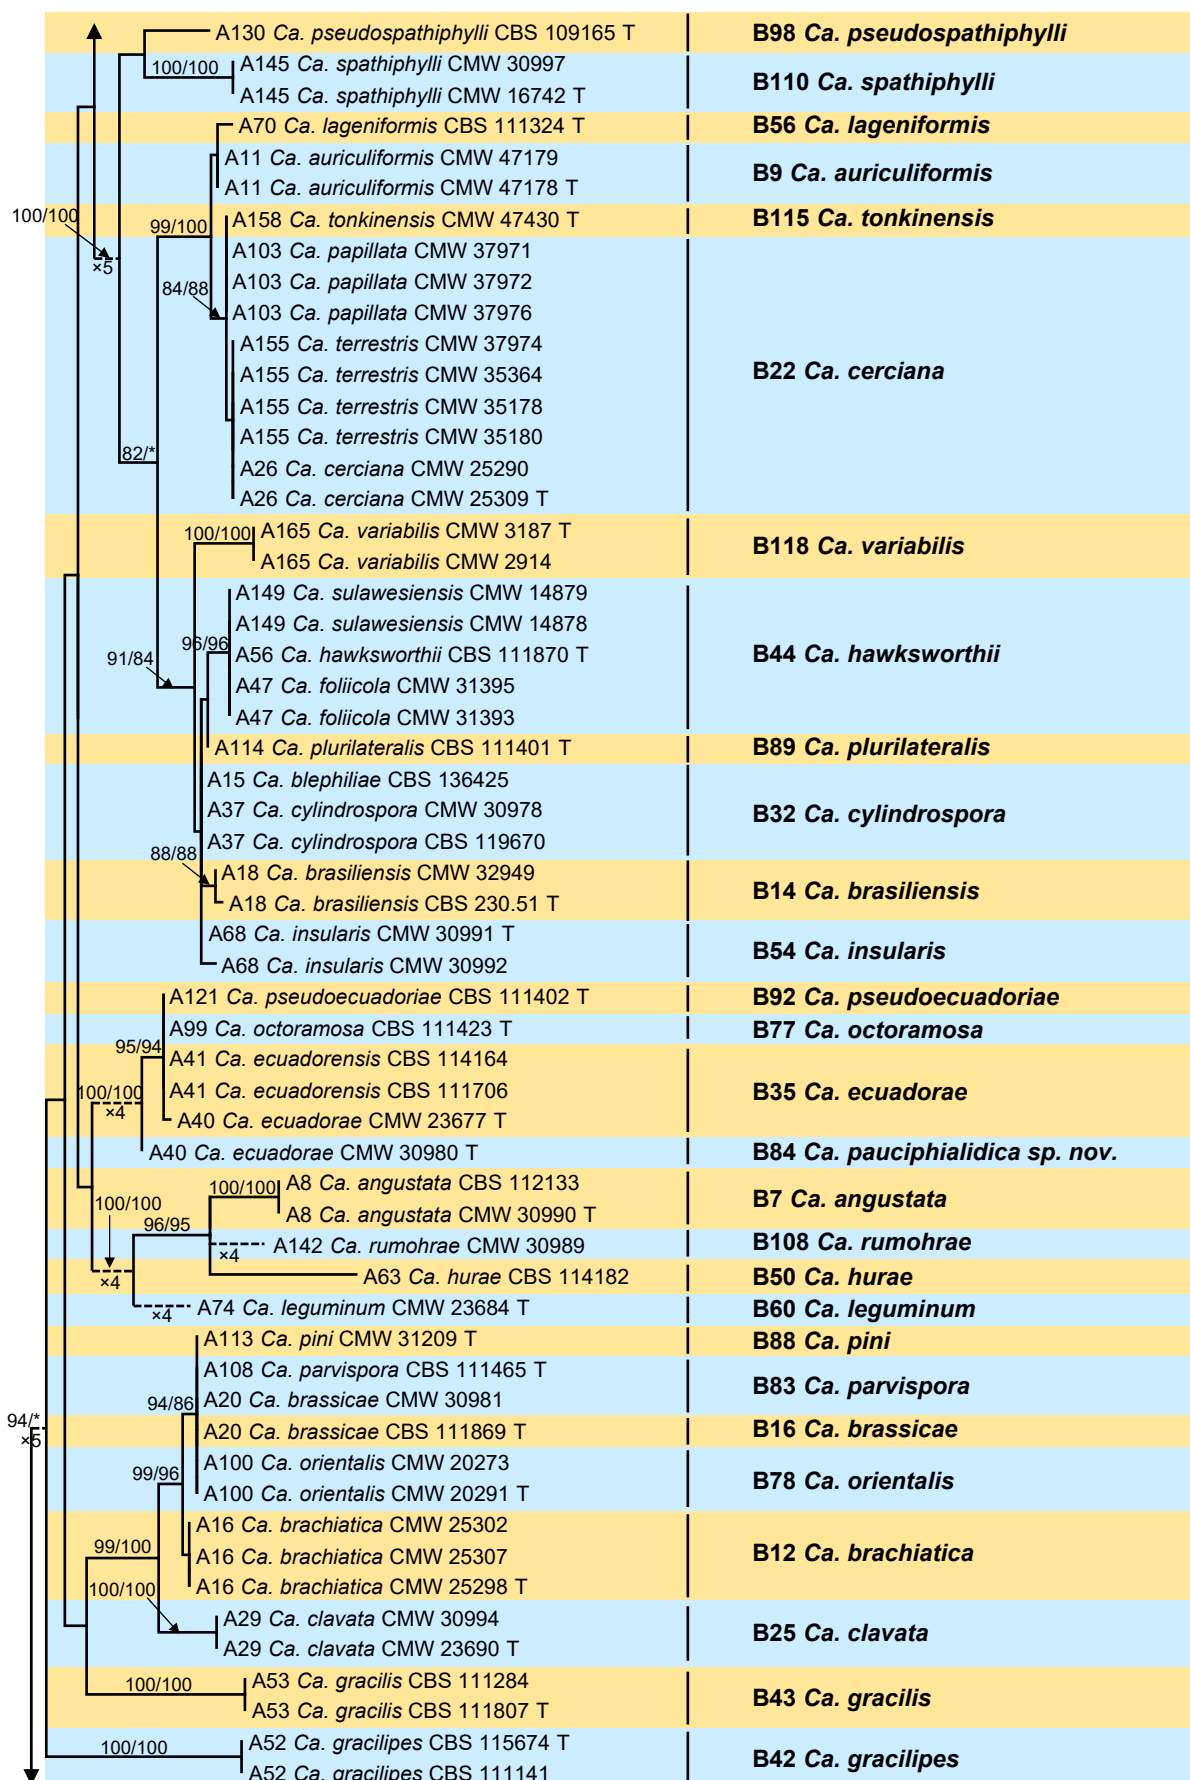 A130 Ca. pseudospathiphylli CBS 109165 T
B98 Ca. pseudospathiphylli
100/100
A145 Ca. spathiphylli CMW 30997
A145 Ca. spathiphylli CMW 16742 T
B110 Ca. spathiphylli
A70 Ca. lageniformis CBS 111324 T
B56 Ca. lageniformis
A11 Ca. auriculiformis CMW 47179
A11 Ca. auriculiformis CMW 47178 T
B9 Ca. auriculiformis
100/100
×5
99/100
A158 Ca. tonkinensis CMW 47430 T
B115 Ca. tonkinensis
84/88
A103 Ca. papillata CMW 37971
A103 Ca. papillata CMW 37972
A103 Ca. papillata CMW 37976
A155 Ca. terrestris CMW 37974
A155 Ca. terrestris CMW 35364
A155 Ca. terrestris CMW 35178
A155 Ca. terrestris CMW 35180
A26 Ca. cerciana CMW 25290
A26 Ca. cerciana CMW 25309 T
B22 Ca. cerciana
82/*
100/100
A165 Ca. variabilis CMW 3187 T
A165 Ca. variabilis CMW 2914
B118 Ca. variabilis
91/84
96/96
A149 Ca. sulawesiensis CMW 14879
A149 Ca. sulawesiensis CMW 14878
A56 Ca. hawksworthii CBS 111870 T
A47 Ca. foliicola CMW 31395
A47 Ca. foliicola CMW 31393
B44 Ca. hawksworthii
A114 Ca. plurilateralis CBS 111401 T
B89 Ca. plurilateralis
A15 Ca. blephiliae CBS 136425
A37 Ca. cylindrospora CMW 30978
A37 Ca. cylindrospora CBS 119670
B32 Ca. cylindrospora
88/88
A18 Ca. brasiliensis CMW 32949
A18 Ca. brasiliensis CBS 230.51 T
B14 Ca. brasiliensis
A68 Ca. insularis CMW 30991 T
A68 Ca. insularis CMW 30992
B54 Ca. insularis
A121 Ca. pseudoecuadoriae CBS 111402 T
B92 Ca. pseudoecuadoriae
A99 Ca. octoramosa CBS 111423 T
B77 Ca. octoramosa
95/94
A41 Ca. ecuadorensis CBS 114164
A41 Ca. ecuadorensis CBS 111706
A40 Ca. ecuadorae CMW 23677 T
B35 Ca. ecuadorae
100/100
×4
A40 Ca. ecuadorae CMW 30980 T
B84 Ca. pauciphialidica sp. nov.
100/100
×4
96/95
100/100
A8 Ca. angustata CBS 112133
A8 Ca. angustata CMW 30990 T
B7 Ca. angustata
×4
A142 Ca. rumohrae CMW 30989
B108 Ca. rumohrae
A63 Ca. hurae CBS 114182
B50 Ca. hurae
×4
A74 Ca. leguminum CMW 23684 T
B60 Ca. leguminum
A113 Ca. pini CMW 31209 T
B88 Ca. pini
94/86
A108 Ca. parvispora CBS 111465 T
A20 Ca. brassicae CMW 30981
B83 Ca. parvispora
94/*
×5
A20 Ca. brassicae CBS 111869 T
B16 Ca. brassicae
99/96
A100 Ca. orientalis CMW 20273
A100 Ca. orientalis CMW 20291 T
B78 Ca. orientalis
99/100
A16 Ca. brachiatica CMW 25302
A16 Ca. brachiatica CMW 25307
A16 Ca. brachiatica CMW 25298 T
B12 Ca. brachiatica
100/100
A29 Ca. clavata CMW 30994
A29 Ca. clavata CMW 23690 T
B25 Ca. clavata
100/100
A53 Ca. gracilis CBS 111284
A53 Ca. gracilis CBS 111807 T
B43 Ca. gracilis
100/100
A52 Ca. gracilipes CBS 115674 T
A52 Ca. gracilipes CBS 111141
B42 Ca. gracilipes